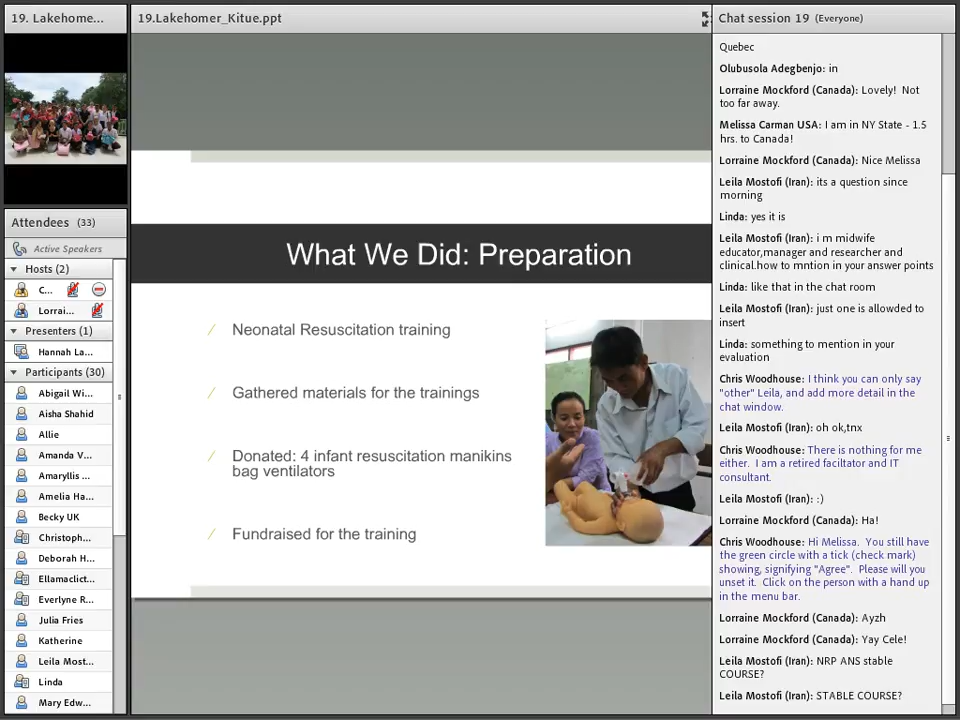 19. Lakehome...
19.Lakehomer_Kitue.ppt
Chat session 19 (Everyone)
Attendees (33)
Active Speakers
Hosts (2)
C...
Lorrai...
Presenters (1)
Hannah La...
Participants (30)
Abigail Wi...
Aisha Shahid
Allie
Amanda V...
Amaryllis ...
Amelia Ha...
Becky UK
Christoph...
Deborah H...
Ellamaclict...
Everlyne R...
Julia Fries
Katherine
Leila Most...
Linda
Mary Edw...
What We Did: Preparation
Neonatal Resuscitation training
Gathered materials for the trainings
Donated: 4 infant resuscitation manikins
bag ventilators
Fundraised for the training
Quebec
Olubusola Adegbenjo: in
Lorraine Mockford (Canada): Lovely! Not
too far away.
Melissa Carman USA: I am in NY State - 1.5
hrs. to Canada!
Lorraine Mockford (Canada): Nice Melissa
Leila Mostofi (Iran): its a question since
morning
Linda: yes it is
Leila Mostofi (Iran): i m midwife
educator,manager and researcher and
clinical.how to mntion in your answer points
Linda: like that in the chat room
Leila Mostofi (Iran): just one is allowded to
insert
Linda: something to mention in your
evaluation
Chris Woodhouse: I think you can only say
"other" Leila, and add more detail in the
chat window.
Leila Mostofi (Iran): oh ok,tnx
Chris Woodhouse: There is nothing for me
either. I am a retired faciltator and IT
consultant.
Leila Mostofi (Iran): :)
Lorraine Mockford (Canada): Ha!
Chris Woodhouse: Hi Melissa. You still have
the green circle with a tick (check mark)
showing, signifying "Agree". Please will you
unset it. Click on the person with a hand up
in the menu bar.
Lorraine Mockford (Canada): Ayzh
Lorraine Mockford (Canada): Yay Cele!
Leila Mostofi (Iran): NRP ANS stable
COURSE?
Leila Mostofi (Iran): STABLE COURSE?